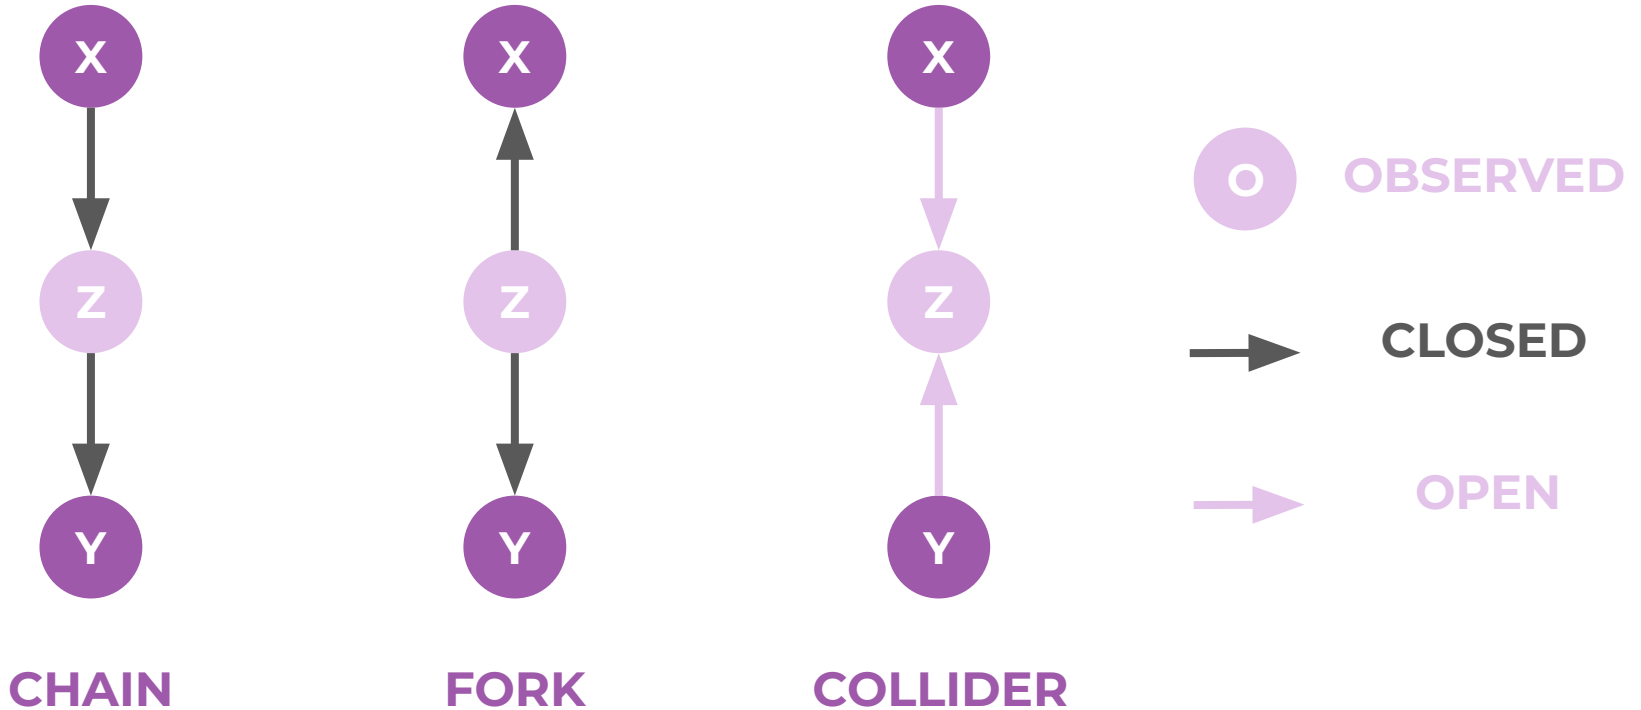 X
X
X
O
OBSERVED
Z
Z
Z
CLOSED
OPEN
Y
Y
Y
CHAIN
FORK
COLLIDER